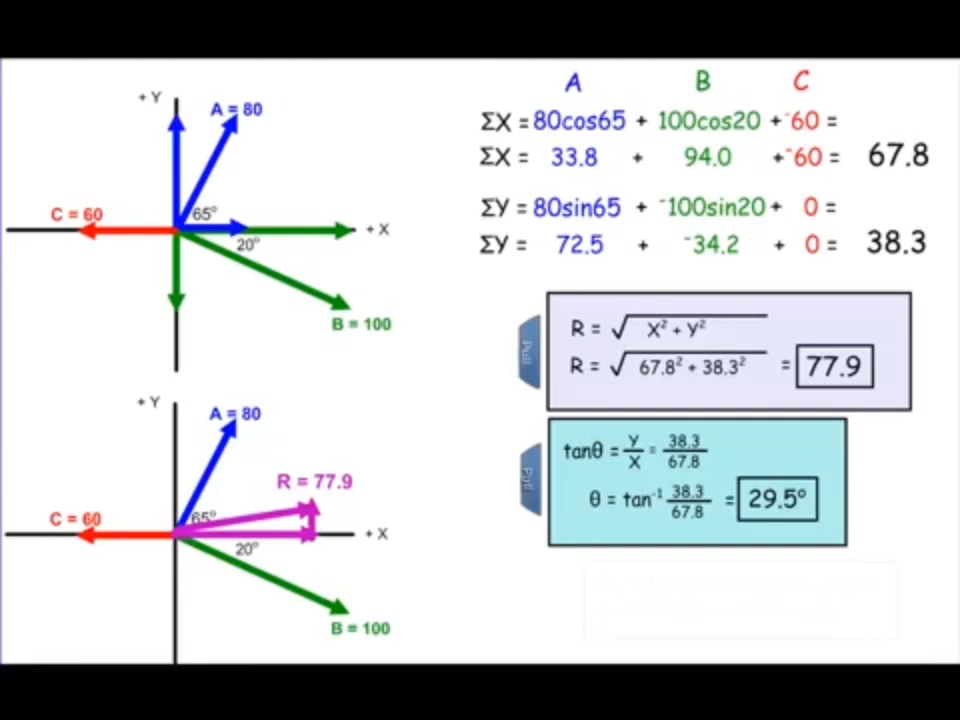 + Y
A = 80
C = 60
65°
+ X
20°
B = 100
A B C
ΣX = 80cos65 + 100cos20 + ⁻60 =
ΣX = 33.8 + 94.0 + ⁻60 = 67.8
ΣY = 80sin65 + ⁻100sin20 + 0 =
ΣY = 72.5 + ⁻34.2 + 0 = 38.3
Pull
R = √ X² + Y²
R = √ 67.8² + 38.3² = 77.9
Pull
tanθ = Y/X = 38.3/67.8
θ = tan⁻¹ 38.3/67.8 = 29.5°
+ Y
A = 80
R = 77.9
C = 60
65°
+ X
20°
B = 100